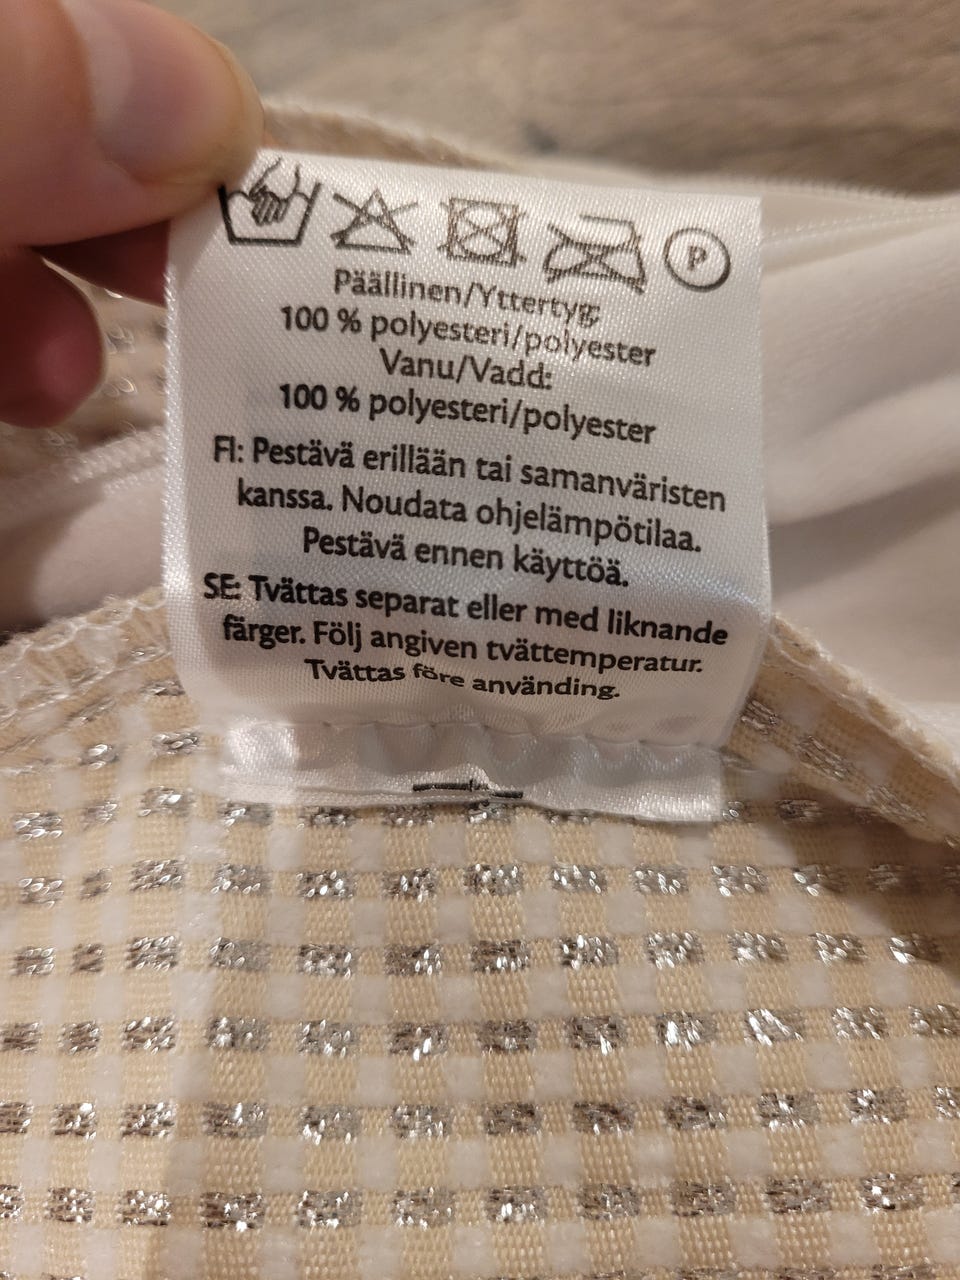 P
Päällinen/Yttertyg:
100 % polyesteri/polyester
Vanu/Vadd:
100 % polyesteri/polyester
FI: Pestävä erillään tai samanväristen
kanssa. Noudata ohjelämpötilaa.
Pestävä ennen käyttöä.
SE: Tvättas separat eller med liknande
färger. Följ angiven tvättemperatur.
Tvättas före använding.